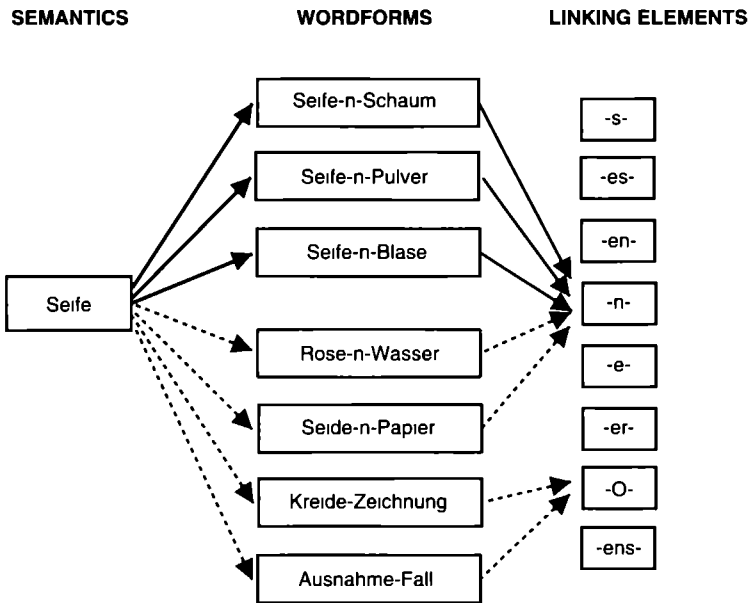 SEMANTICS WORDFORMS LINKING ELEMENTS
Seife-n-Schaum
-s-
Seife-n-Pulver
-es-
Seife-n-Blase
-en-
Seife
-n-
Rose-n-Wasser
-e-
Seide-n-Papier
-er-
Kreide-Zeichnung
-O-
Ausnahme-Fall
-ens-